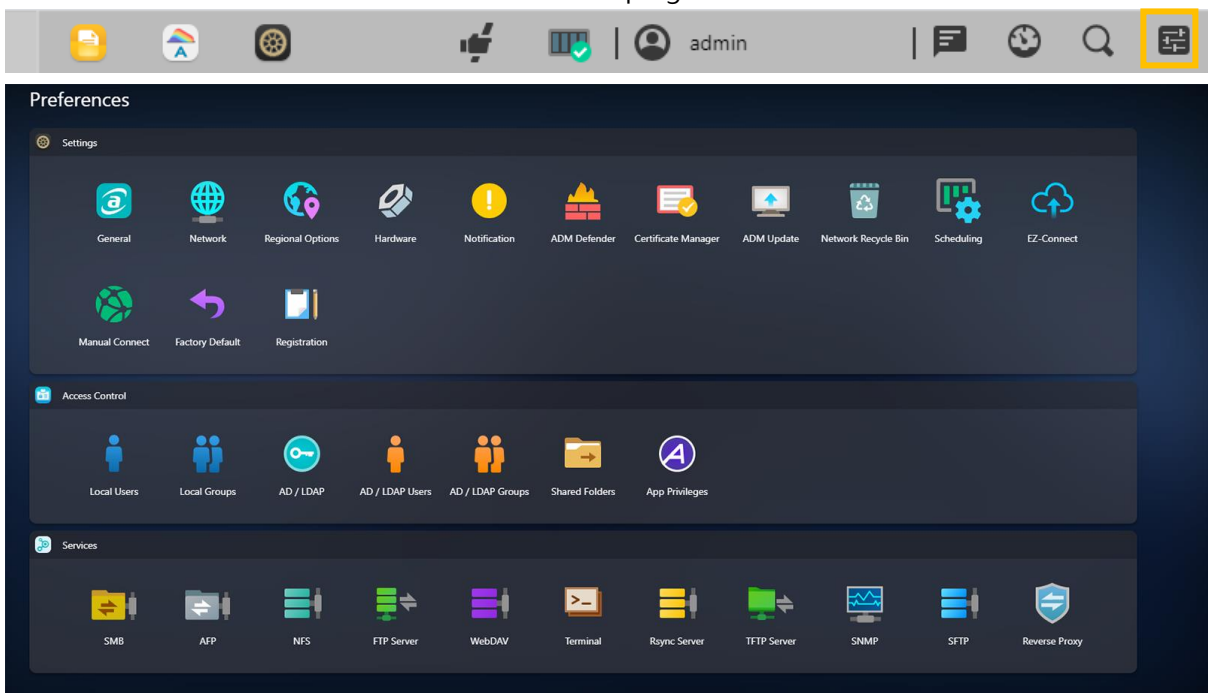 admin
Preferences
Settings
General Network Regional Options Hardware Notification ADM Defender Certificate Manager ADM Update Network Recycle Bin Scheduling EZ-Connect
Manual Connect Factory Default Registration
Access Control
Local Users Local Groups AD / LDAP AD / LDAP Users AD / LDAP Groups Shared Folders App Privileges
Services
SMB AFP NFS FTP Server WebDAV Terminal Rsync Server TFTP Server SNMP SFTP Reverse Proxy